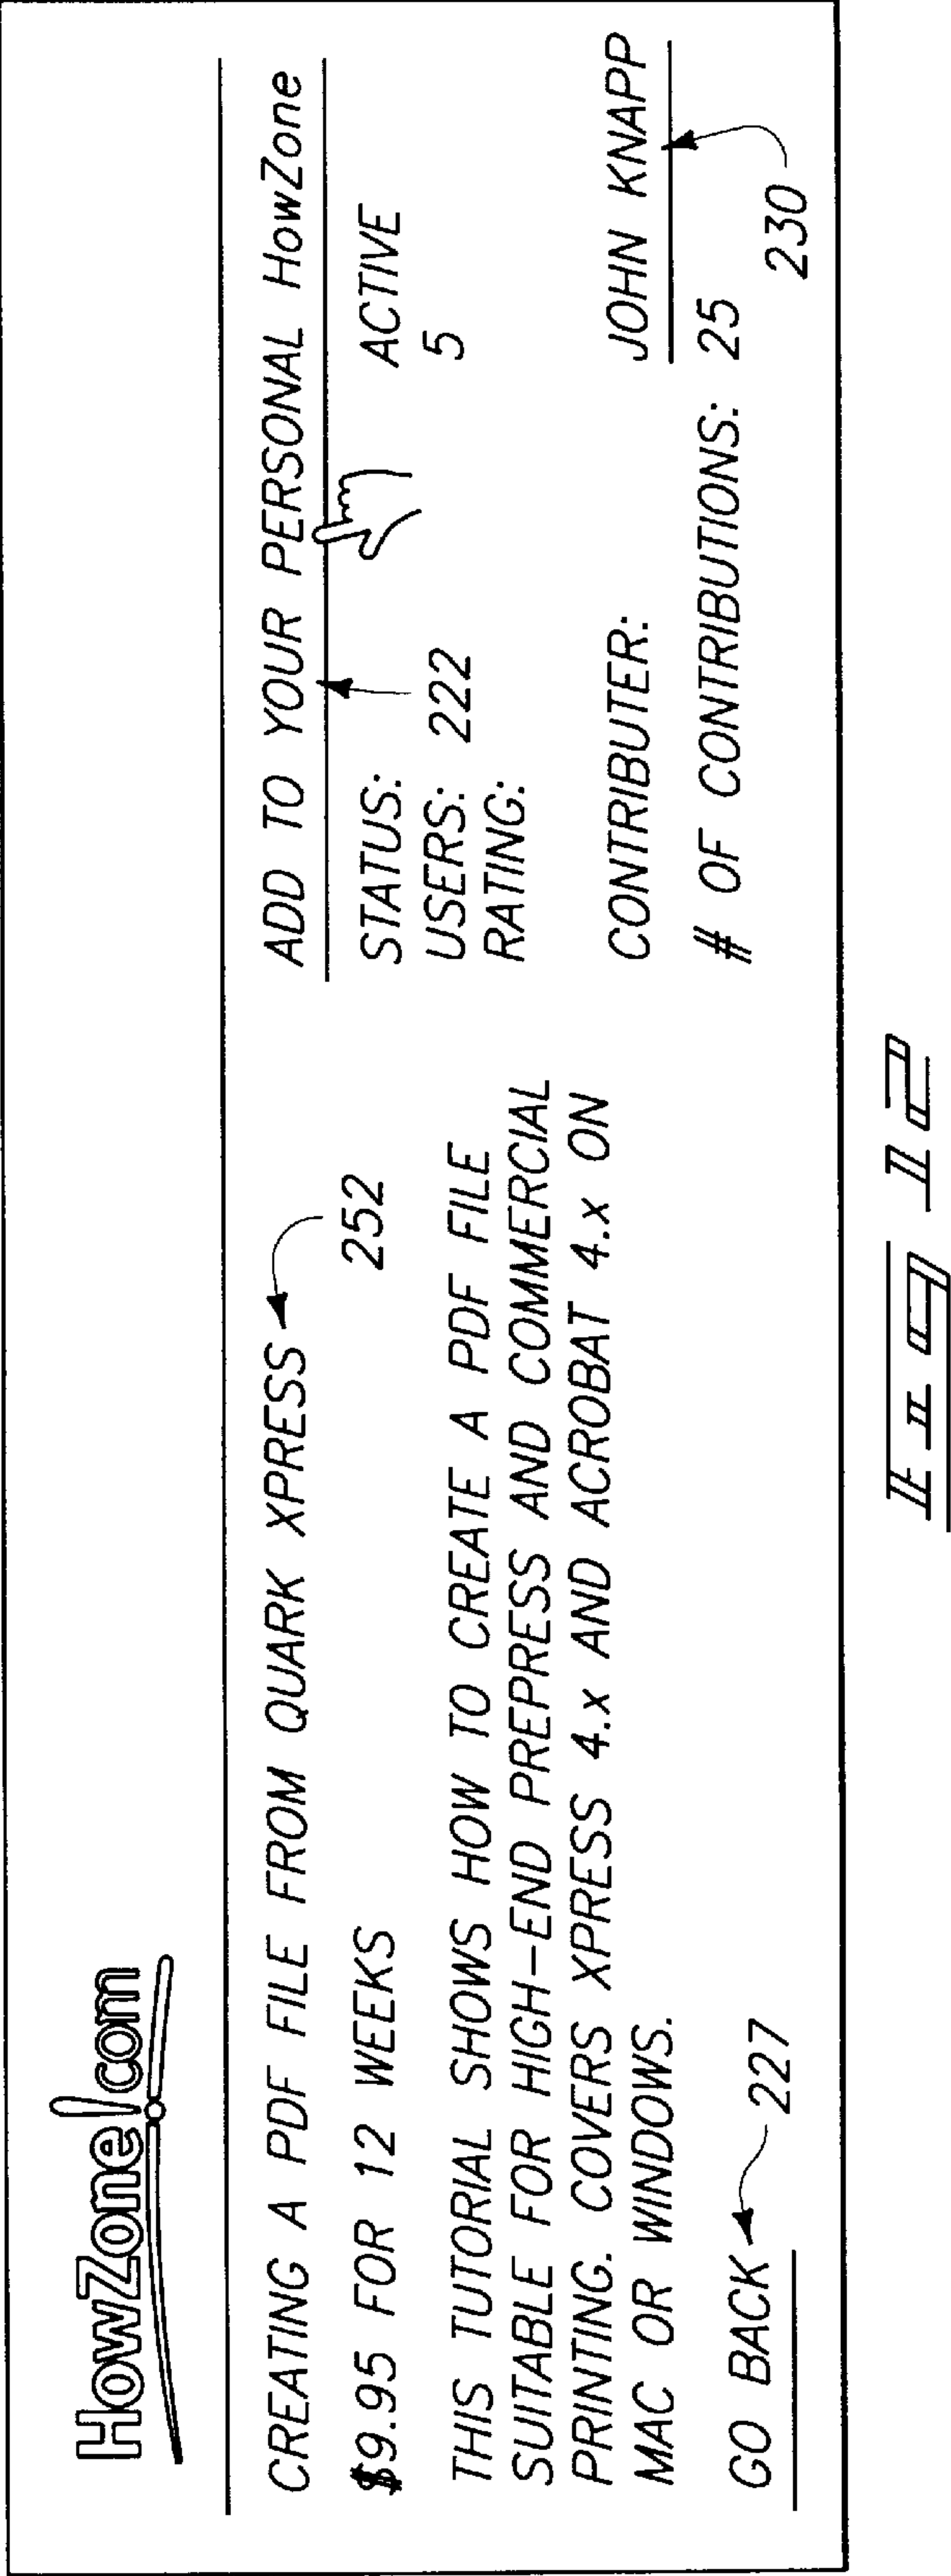 HowZone!com
CREATING A PDF FILE FROM QUARK XPRESS
252
$9.95 FOR 12 WEEKS
THIS TUTORIAL SHOWS HOW TO CREATE A PDF FILE
SUITABLE FOR HIGH-END PREPRESS AND COMMERCIAL
PRINTING. COVERS XPRESS 4.x AND ACROBAT 4.x ON
MAC OR WINDOWS.
GO BACK 227
ADD TO YOUR PERSONAL HowZone
STATUS: ACTIVE
USERS: 222 5
RATING:
CONTRIBUTER: JOHN KNAPP
# OF CONTRIBUTIONS: 25
230
Fig 12